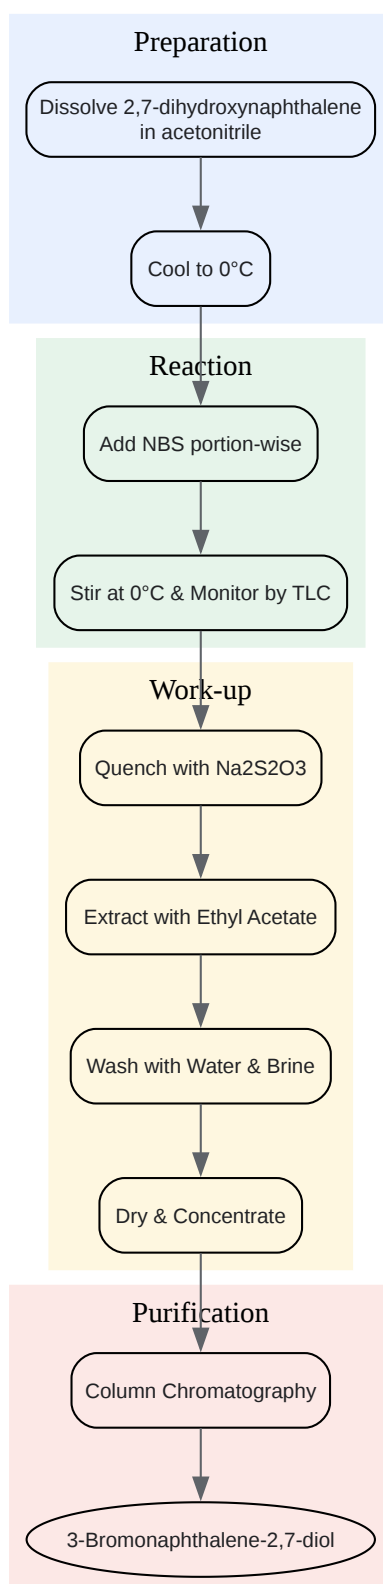 Preparation
Dissolve 2,7-dihydroxynaphthalene
in acetonitrile
Cool to 0°C
Reaction
Add NBS portion-wise
Stir at 0°C & Monitor by TLC
Work-up
Quench with Na2S2O3
Extract with Ethyl Acetate
Wash with Water & Brine
Dry & Concentrate
Purification
Column Chromatography
3-Bromonaphthalene-2,7-diol